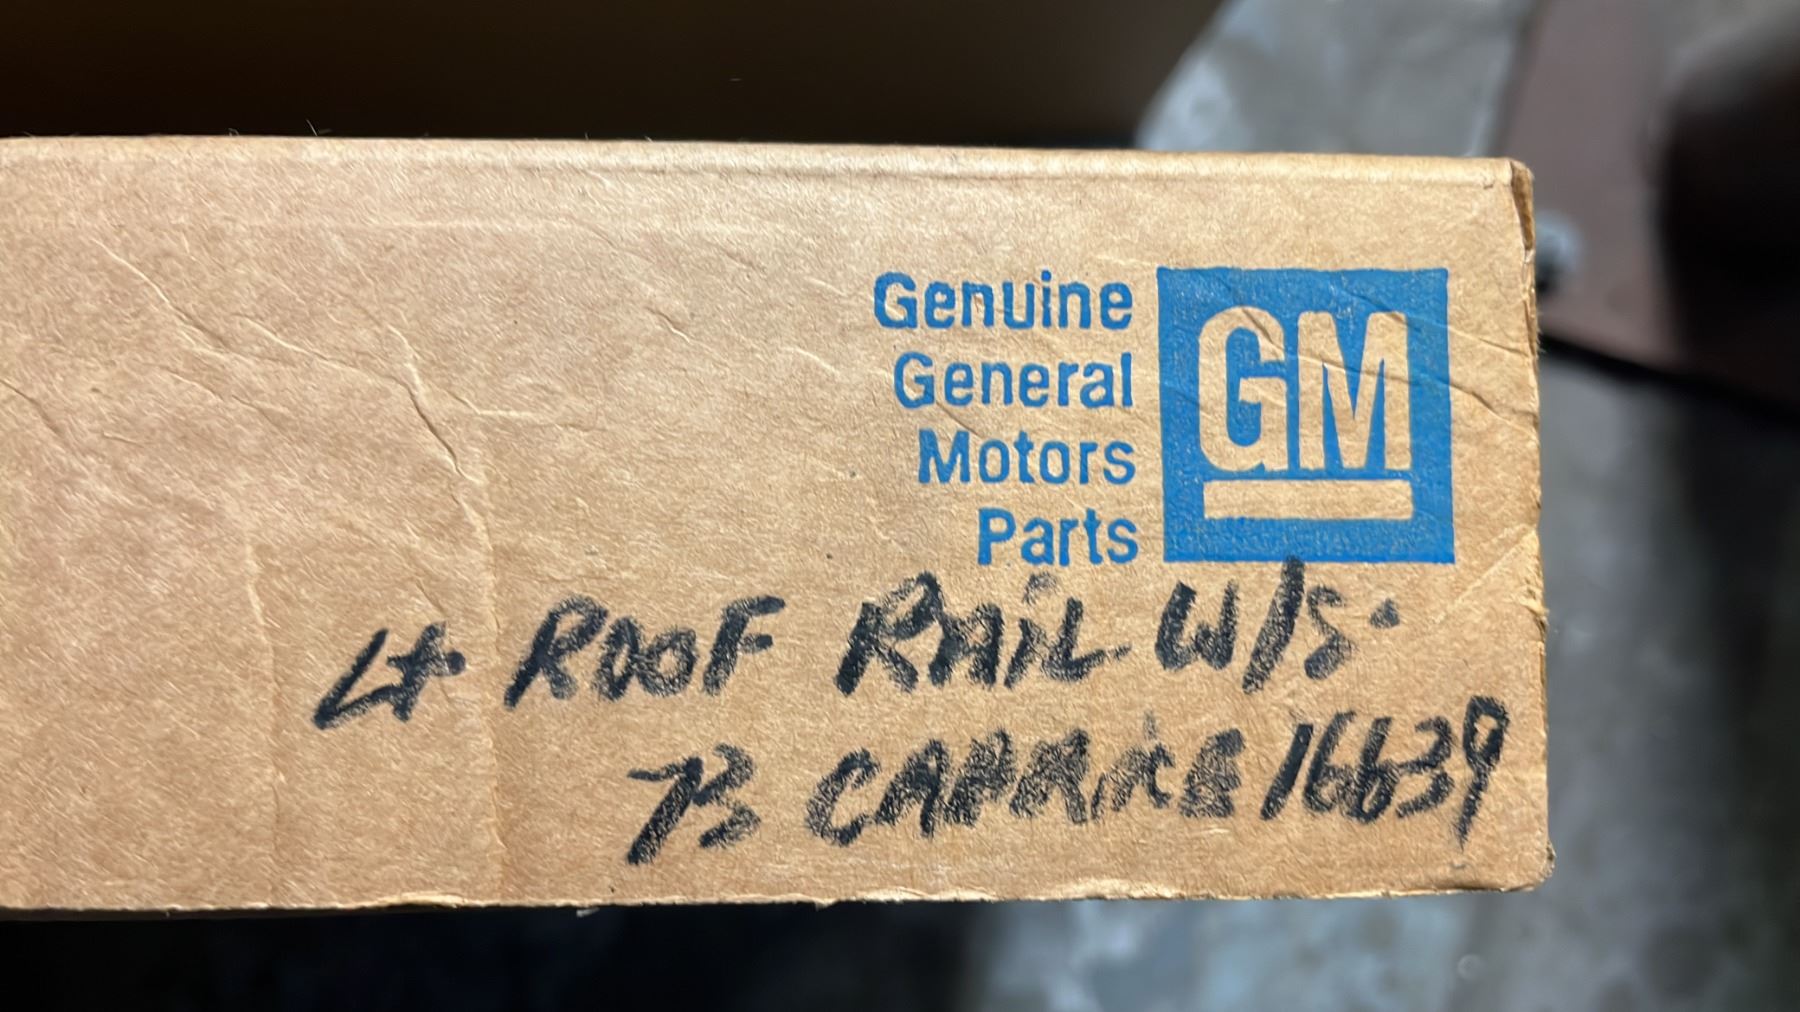 Genuine
General
Motors
Parts
GM
Lt ROOF RAIL W/S.
73 CAPRICE 16639